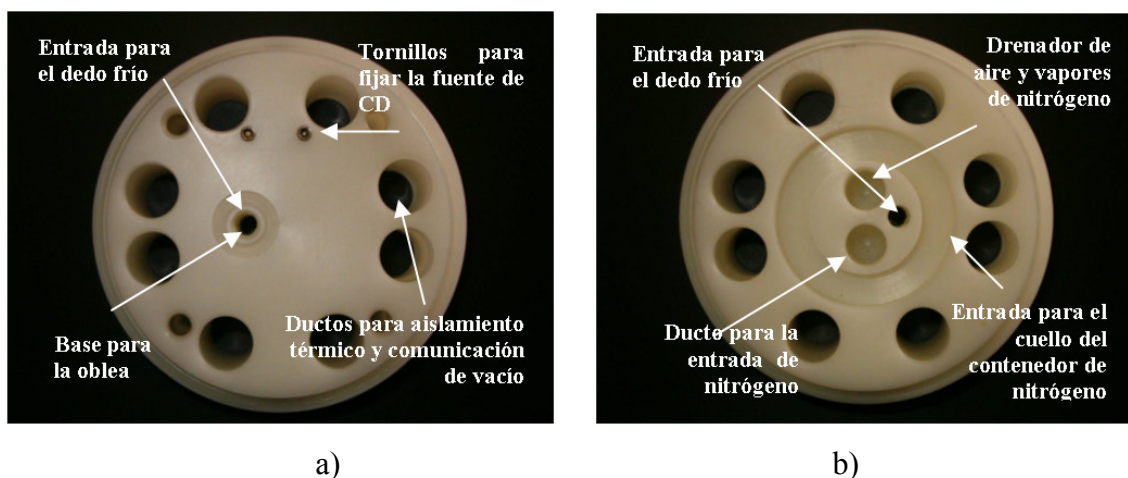 Entrada para
el dedo frío
Tornillos para
fijar la fuente de
CD
Base para
la oblea
Ductos para aislamiento
térmico y comunicación
de vacío
Entrada para
el dedo frío
Drenador de
aire y vapores
de nitrógeno
Ducto para la
entrada de
nitrógeno
Entrada para el
cuello del
contenedor de
nitrógeno
a)
b)